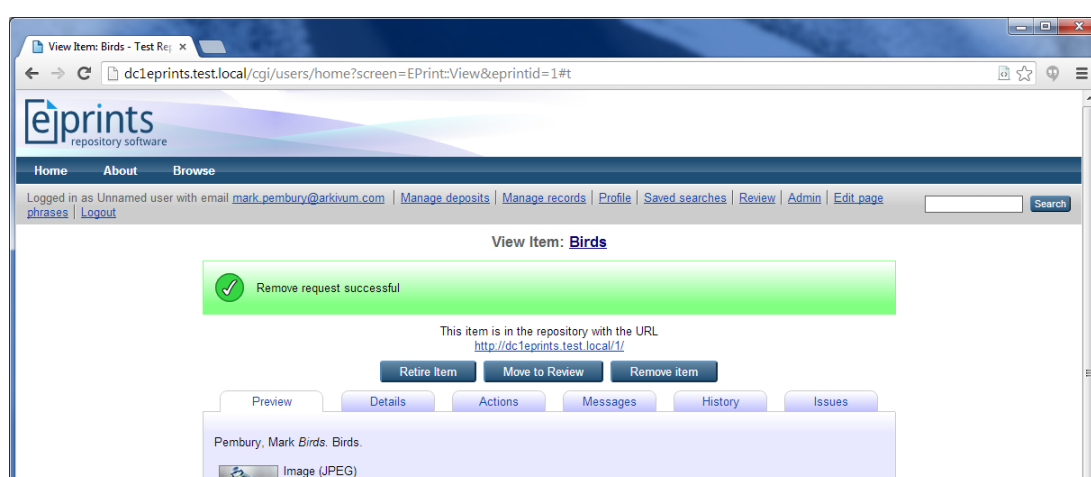 View Item: Birds - Test Rep
dc1eprints.test.local/cgi/users/home?screen=EPrint::View&eprintid=1#t
eprints
repository software
Home About Browse
Logged in as Unnamed user with email mark.pembury@arkivum.com | Manage deposits | Manage records | Profile | Saved searches | Review | Admin | Edit page
phrases | Logout
Search
View Item: Birds
Remove request successful
This item is in the repository with the URL
http://dc1eprints.test.local/1/
Retire Item Move to Review Remove item
Preview Details Actions Messages History Issues
Pembury, Mark Birds. Birds.
Image (JPEG)